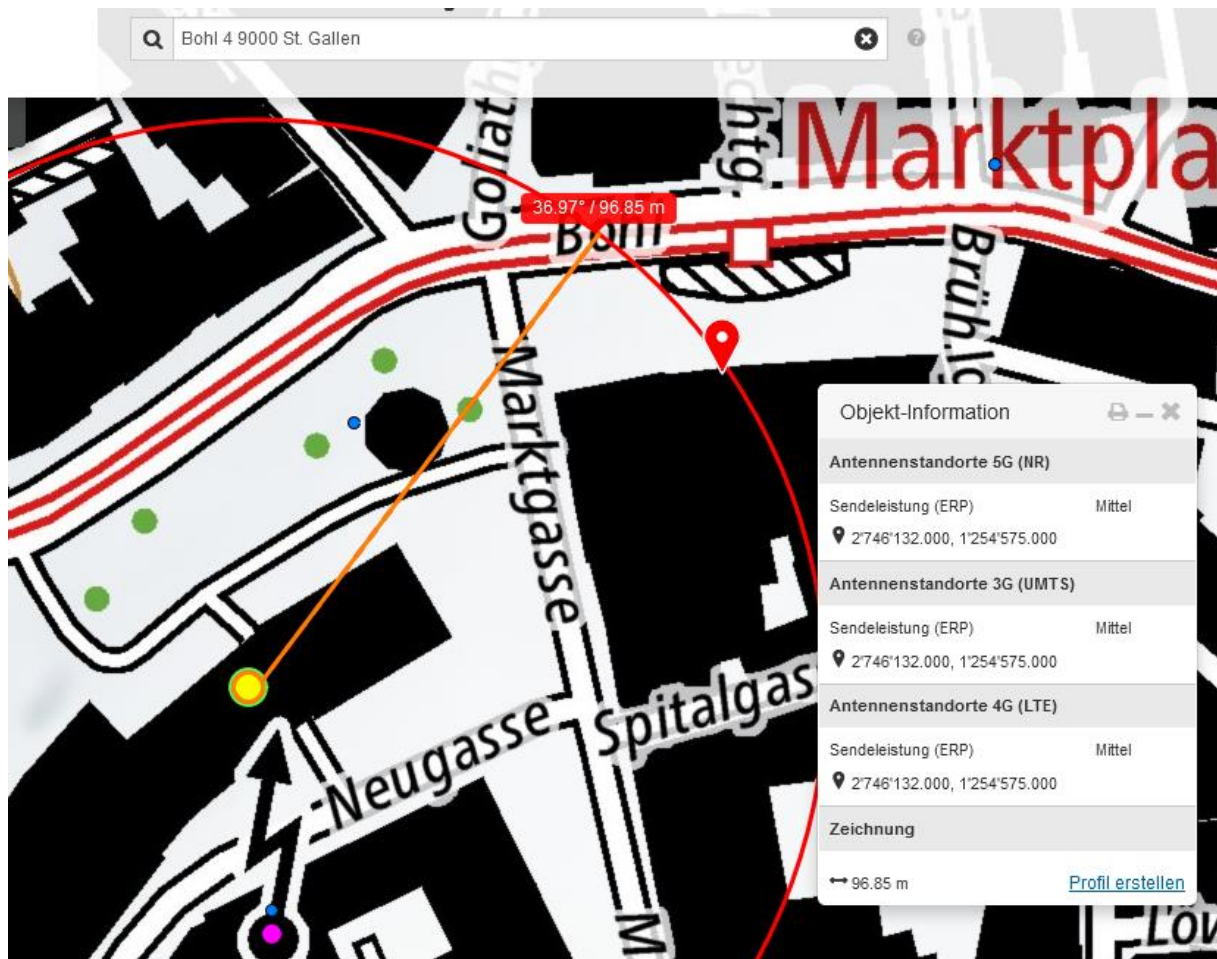 Bohl 4 9000 St. Gallen
Goliath
Marktpla
36.97° / 96.85 m
Bohl
Marktgasse
Objekt-Information
Antennenstandorte 5G (NR)
Sendeleistung (ERP) Mittel
2'746'132.000, 1'254'575.000
Antennenstandorte 3G (UMTS)
Sendeleistung (ERP) Mittel
2'746'132.000, 1'254'575.000
Antennenstandorte 4G (LTE)
Sendeleistung (ERP) Mittel
2'746'132.000, 1'254'575.000
Zeichnung
96.85 m Profil erstellen
Spitalgas
Neugasse
M